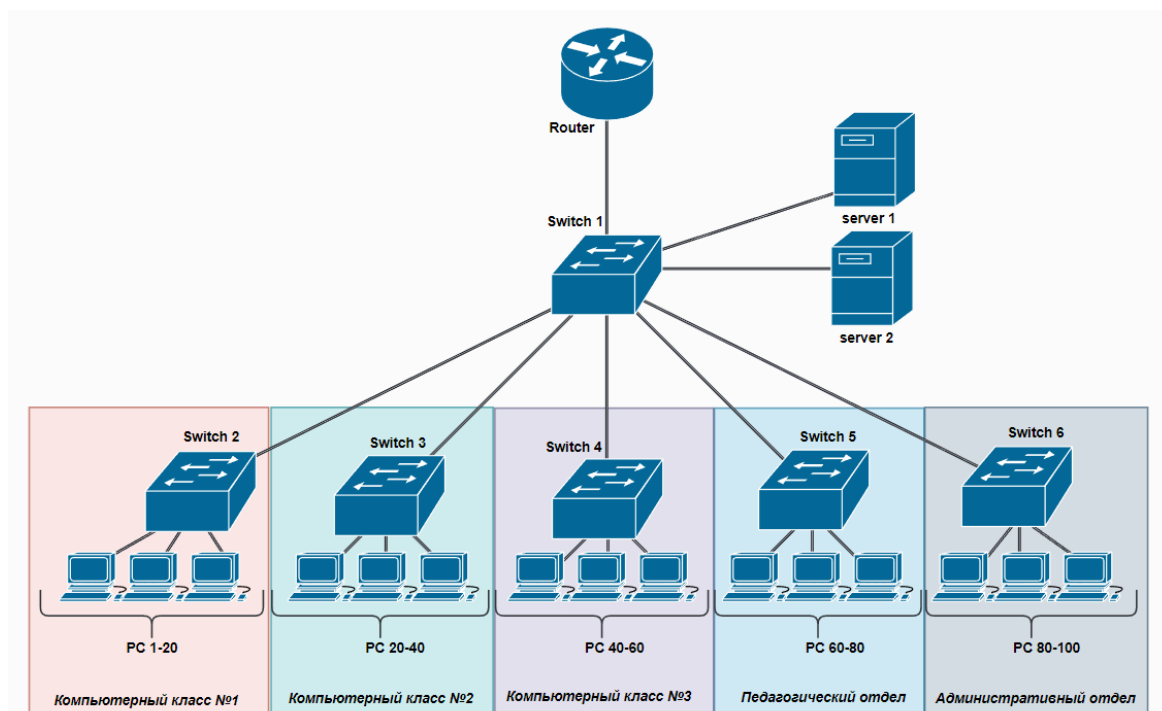 Router
server 1
Switch 1
server 2
Switch 2
Switch 3
Switch 4
Switch 5
Switch 6
PC 1-20
PC 20-40
PC 40-60
PC 60-80
PC 80-100
Компьютерный класс №1
Компьютерный класс №2
Компьютерный класс №3
Педагогический отдел
Административный отдел